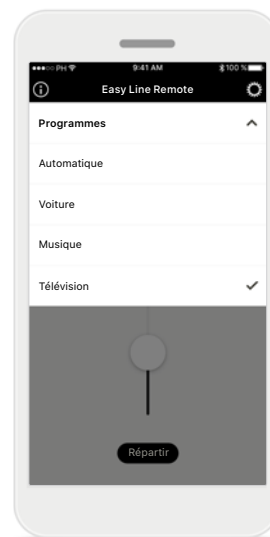 PH 9:41 AM 100 %
Easy Line Remote
Programmes
Automatique
Voiture
Musique
Télévision
Répartir